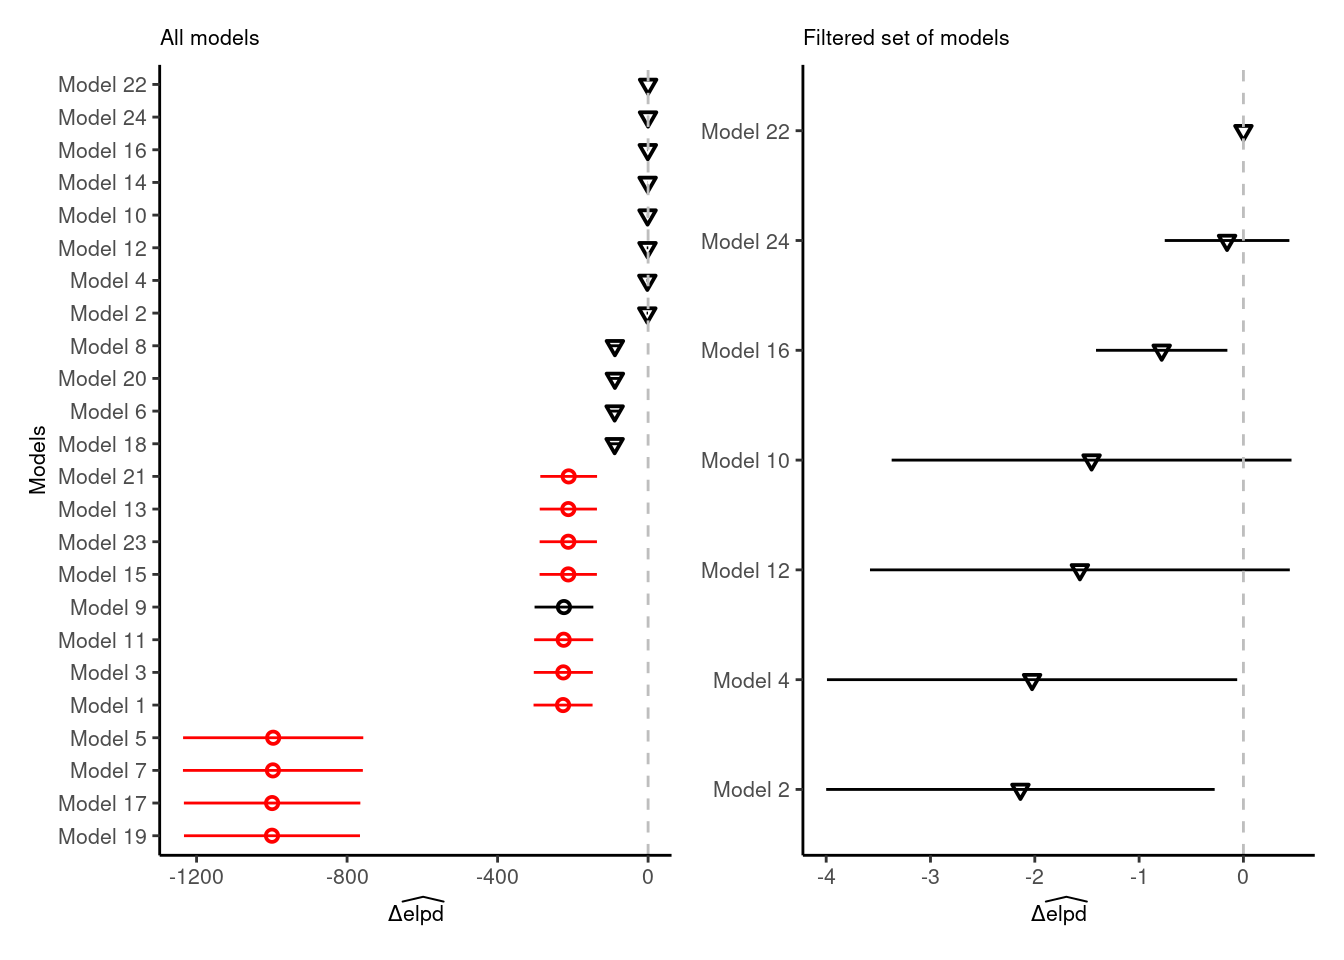 All models
Models
Model 22
Model 24
Model 16
Model 14
Model 10
Model 12
Model 4
Model 2
Model 8
Model 20
Model 6
Model 18
Model 21
Model 13
Model 23
Model 15
Model 9
Model 11
Model 3
Model 1
Model 5
Model 7
Model 17
Model 19
-1200 -800 -400 0
Δelpd
Filtered set of models
Model 22
Model 24
Model 16
Model 10
Model 12
Model 4
Model 2
-4 -3 -2 -1 0
Δelpd